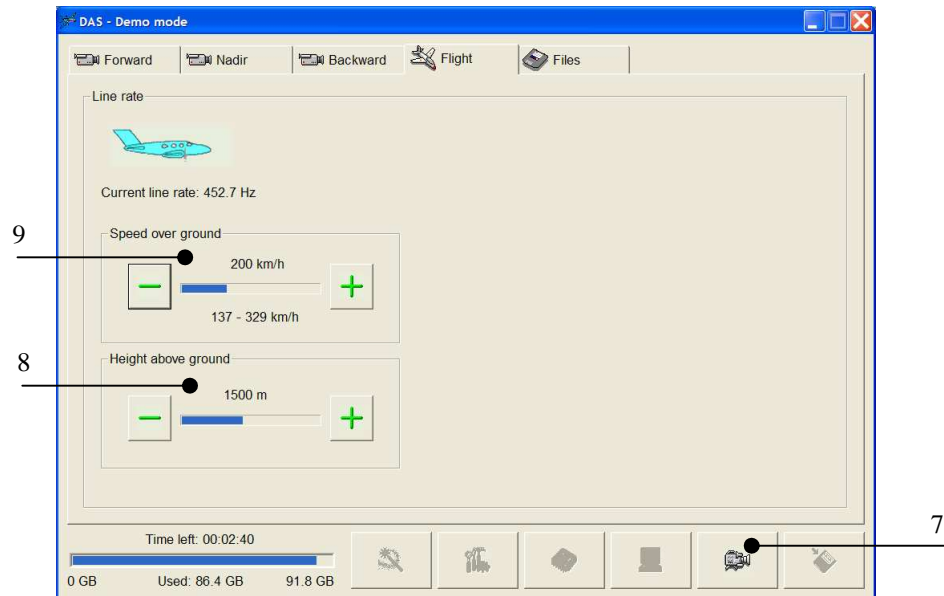 DAS - Demo mode
Forward Nadir Backward Flight Files
Line rate
Current line rate: 452.7 Hz
9
Speed over ground
200 km/h
137 - 329 km/h
8
Height above ground
1500 m
7
Time left: 00:02:40
0 GB Used: 86.4 GB 91.8 GB